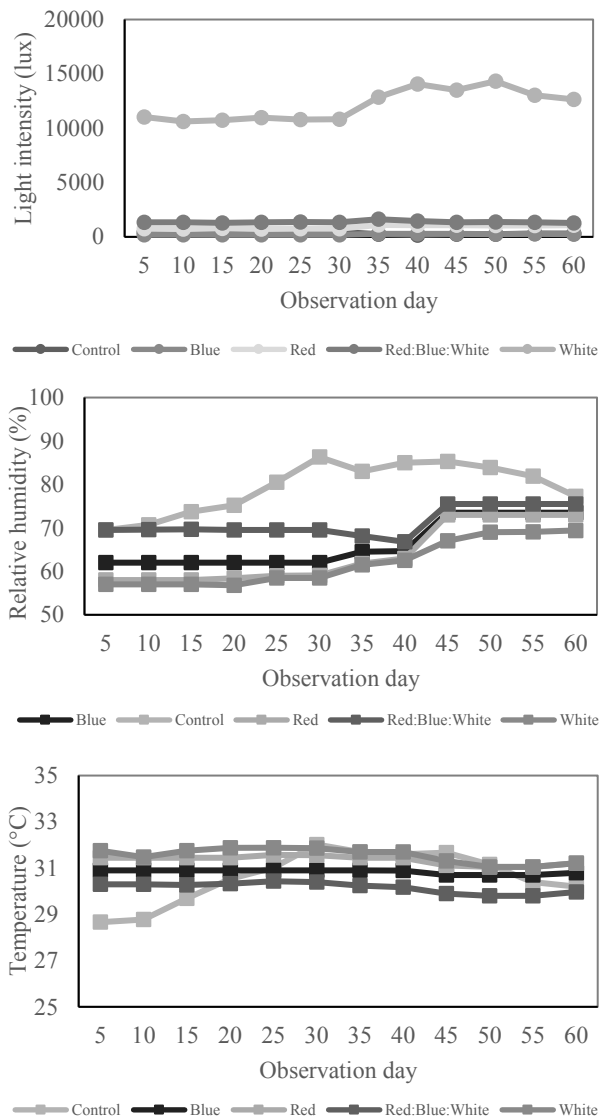 20000
15000
10000
5000
0
Light intensity (lux)
5 10 15 20 25 30 35 40 45 50 55 60
Observation day
Control Blue Red Red:Blue:White White
100
90
80
70
60
50
Relative humidity (%)
5 10 15 20 25 30 35 40 45 50 55 60
Observation day
Blue Control Red Red:Blue:White White
35
33
31
29
27
25
Temperature (°C)
5 10 15 20 25 30 35 40 45 50 55 60
Observation day
Control Blue Red Red:Blue:White White